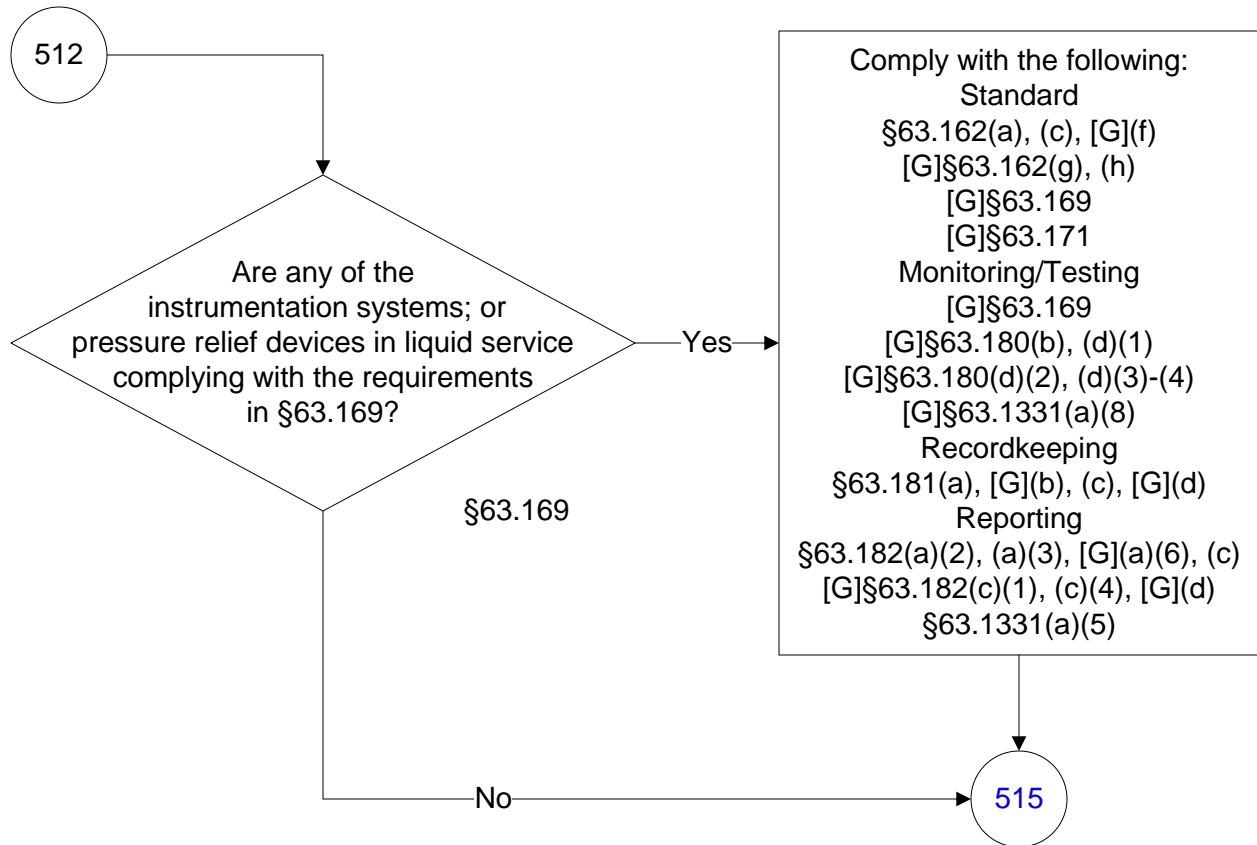 512
Are any of the
instrumentation systems; or
pressure relief devices in liquid service
complying with the requirements
in §63.169?
§63.169
Yes
Comply with the following:
Standard
§63.162(a), (c), [G](f)
[G]§63.162(g), (h)
[G]§63.169
[G]§63.171
Monitoring/Testing
[G]§63.169
[G]§63.180(b), (d)(1)
[G]§63.180(d)(2), (d)(3)-(4)
[G]§63.1331(a)(8)
Recordkeeping
§63.181(a), [G](b), (c), [G](d)
Reporting
§63.182(a)(2), (a)(3), [G](a)(6), (c)
[G]§63.182(c)(1), (c)(4), [G](d)
§63.1331(a)(5)
No
515